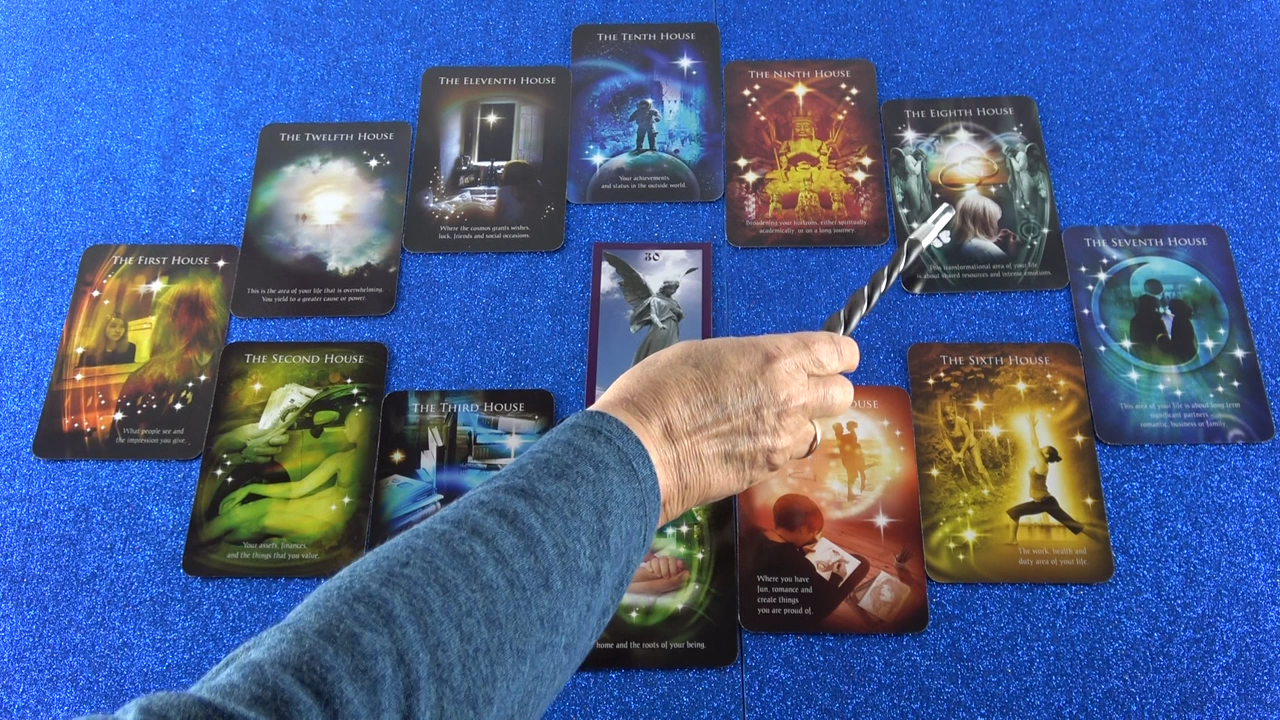 THE TENTH HOUSE
Your achievements
and status in the outside world.
THE ELEVENTH HOUSE
Where the cosmos grants wishes,
luck, friends and social occasions.
THE NINTH HOUSE
Broadening your horizons, either spiritually
academically or on a long journey.
THE EIGHTH HOUSE
This transformational area of your life
is about shared resources and intense emotions.
THE TWELFTH HOUSE
This is the area of your life that is overwhelming.
You yield to a greater cause or power.
THE SEVENTH HOUSE
This area of your life is about long term
significant partners –
romantic, business or family.
THE FIRST HOUSE
What people see and
the impression you give.
30
THE SECOND HOUSE
Your assets, finances,
and the things that you value.
THE THIRD HOUSE
THE SIXTH HOUSE
The work, health and
duty area of your life.
HOUSE
Where you have
fun, romance and
create things
you are proud of.
home and the roots of your being.